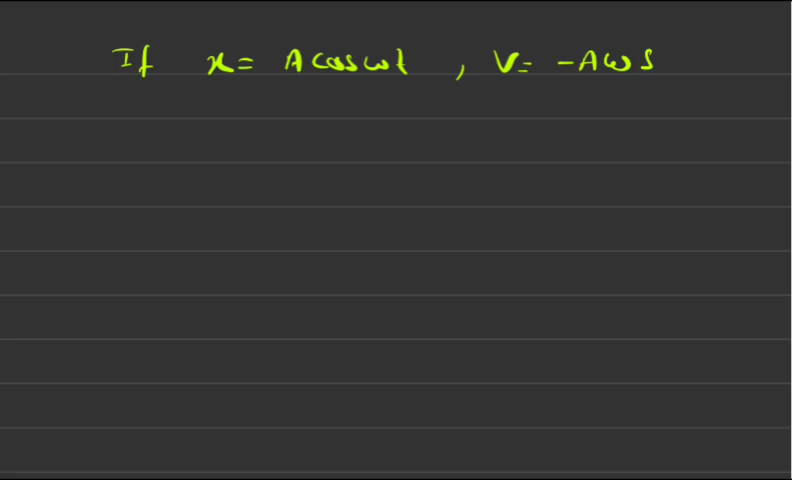 If x = A cos ωt , V = -Aω s